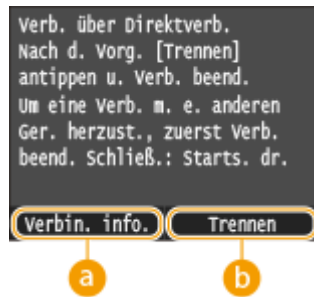 Verb. über Direktverb.
Nach d. Vorg. [Trennen]
antippen u. Verb. beend.
Um eine Verb. m. e. anderen
Ger. herzust., zuerst Verb.
beend. Schließ.: Starts. dr.
Verbin. info. Trennen
a b